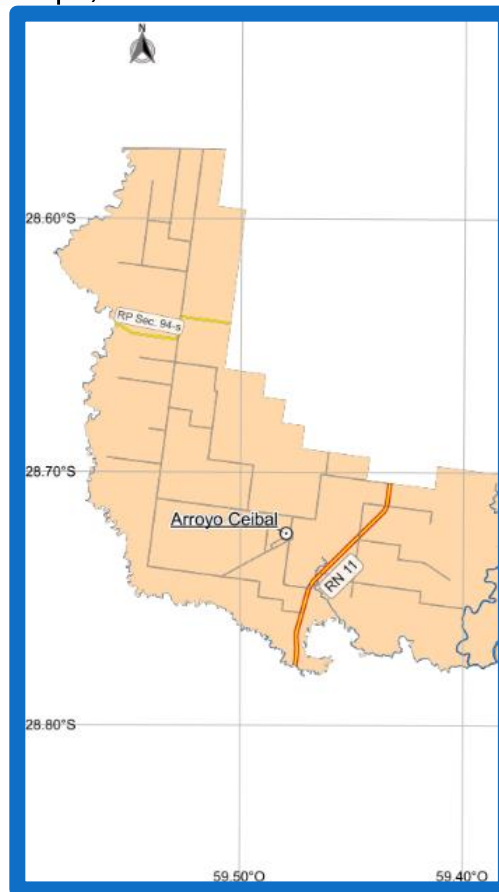 N
28.60°S
RP Sec. 94-s
28.70°S
Arroyo Ceibal
RN 11
28.80°S
59.50°O
59.40°O